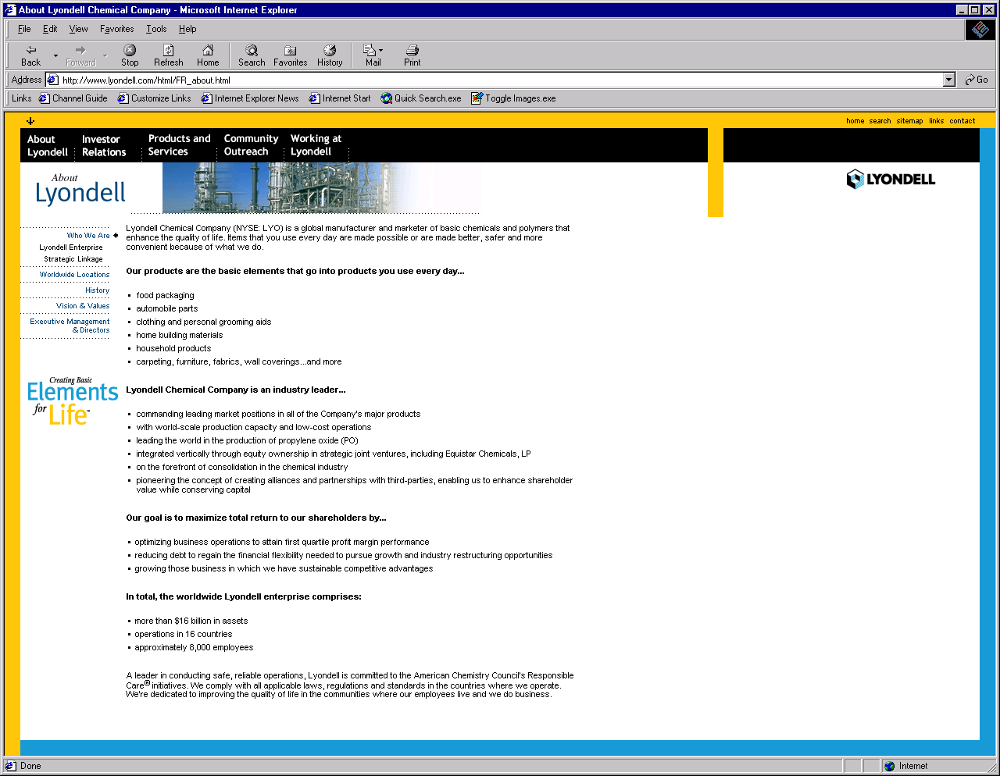 About Lyondell Chemical Company - Microsoft Internet Explorer
File Edit View Favorites Tools Help
Back Forward Stop Refresh Home Search Favorites History Mail Print
Address http://www.lyondell.com/html/FR_about.html Go
Links Channel Guide Customize Links Internet Explorer News Internet Start Quick Search.exe Toggle Images.exe
home search sitemap links contact
About Lyondell
Investor Relations
Products and Services
Community Outreach
Working at Lyondell
About
Lyondell
LYONDELL
Who We Are
Lyondell Enterprise
Strategic Linkage
Worldwide Locations
History
Vision & Values
Executive Management
& Directors
Creating Basic
Elements
for Life™
Lyondell Chemical Company (NYSE: LYO) is a global manufacturer and marketer of basic chemicals and polymers that
enhance the quality of life. Items that you use every day are made possible or are made better, safer and more
convenient because of what we do.
Our products are the basic elements that go into products you use every day...
▪ food packaging
▪ automobile parts
▪ clothing and personal grooming aids
▪ home building materials
▪ household products
▪ carpeting, furniture, fabrics, wall coverings...and more
Lyondell Chemical Company is an industry leader...
▪ commanding leading market positions in all of the Company's major products
▪ with world-scale production capacity and low-cost operations
▪ leading the world in the production of propylene oxide (PO)
▪ integrated vertically through equity ownership in strategic joint ventures, including Equistar Chemicals, LP
▪ on the forefront of consolidation in the chemical industry
▪ pioneering the concept of creating alliances and partnerships with third-parties, enabling us to enhance shareholder
value while conserving capital
Our goal is to maximize total return to our shareholders by...
▪ optimizing business operations to attain first quartile profit margin performance
▪ reducing debt to regain the financial flexibility needed to pursue growth and industry restructuring opportunities
▪ growing those business in which we have sustainable competitive advantages
In total, the worldwide Lyondell enterprise comprises:
▪ more than $16 billion in assets
▪ operations in 16 countries
▪ approximately 8,000 employees
A leader in conducting safe, reliable operations, Lyondell is committed to the American Chemistry Council's Responsible
Care® initiatives. We comply with all applicable laws, regulations and standards in the countries where we operate.
We're dedicated to improving the quality of life in the communities where our employees live and we do business.
Done
Internet